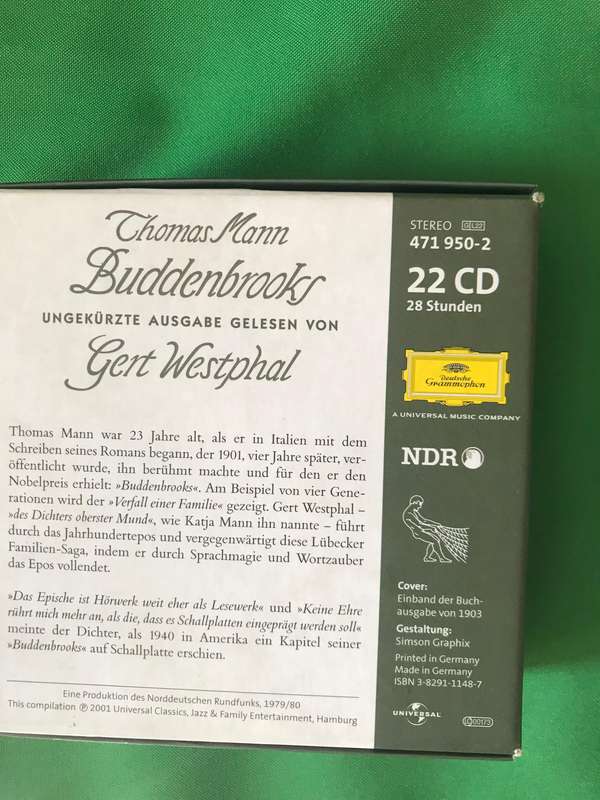 Thomas Mann
Buddenbrooks
UNGEKÜRZTE AUSGABE GELESEN VON
Gert Westphal
Thomas Mann war 23 Jahre alt, als er in Italien mit dem
Schreiben seines Romans begann, der 1901, vier Jahre später, ver-
öffentlicht wurde, ihn berühmt machte und für den er den
Nobelpreis erhielt: »Buddenbrooks«. Am Beispiel von vier Gene-
rationen wird der »Verfall einer Familie« gezeigt. Gert Westphal –
»des Dichters oberster Mund«, wie Katja Mann ihn nannte – führt
durch das Jahrhundertepos und vergegenwärtigt diese Lübecker
Familien-Saga, indem er durch Sprachmagie und Wortzauber
das Epos vollendet.
»Das Epische ist Hörwerk weit eher als Lesewerk« und »Keine Ehre
rührt mich mehr an, als die, dass es Schallplatten eingeprägt werden soll«
meinte der Dichter, als 1940 in Amerika ein Kapitel seiner
»Buddenbrooks« auf Schallplatte erschien.
Eine Produktion des Norddeutschen Rundfunks, 1979/80
This compilation ℗ 2001 Universal Classics, Jazz & Family Entertainment, Hamburg
STEREO
471 950-2
22 CD
28 Stunden
Deutsche
Grammophon
A UNIVERSAL MUSIC COMPANY
NDR
Cover:
Einband der Buch-
ausgabe von 1903
Gestaltung:
Simson Graphix
Printed in Germany
Made in Germany
ISBN 3-8291-1148-7
UNIVERSAL
LC 00173